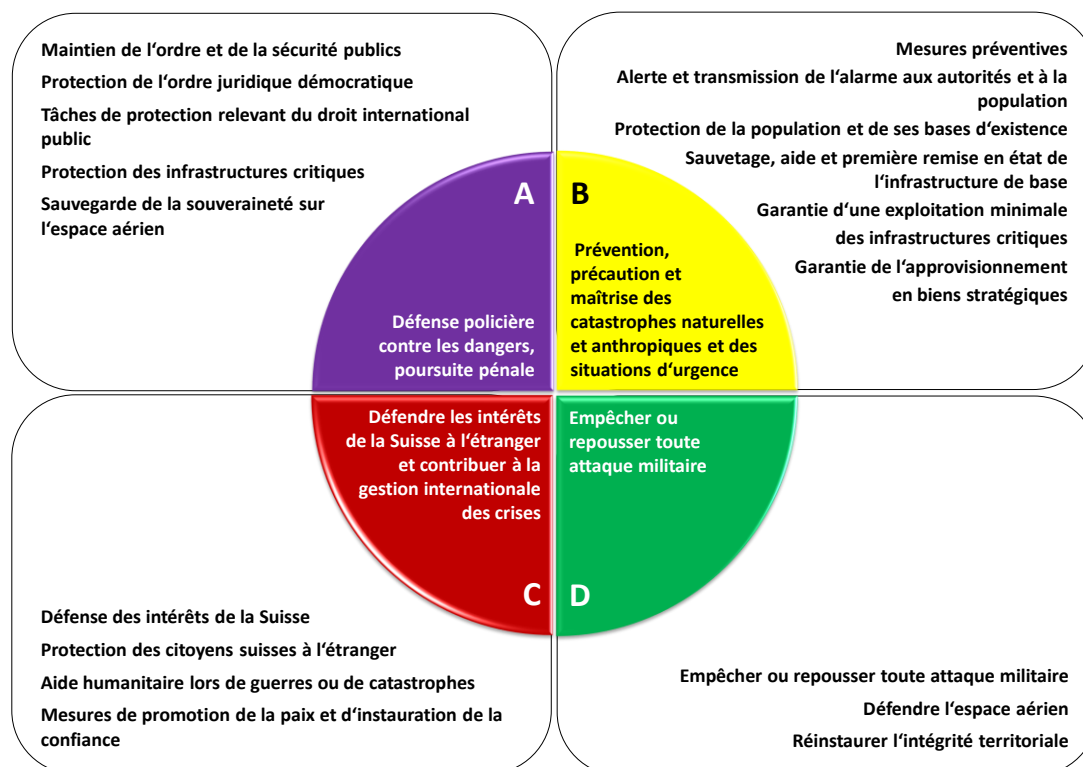 Maintien de l‘ordre et de la sécurité publics
Protection de l‘ordre juridique démocratique
Tâches de protection relevant du droit international
public
Protection des infrastructures critiques
Sauvegarde de la souveraineté sur
l‘espace aérien
Mesures préventives
Alerte et transmission de l‘alarme aux autorités et à la
population
Protection de la population et de ses bases d‘existence
Sauvetage, aide et première remise en état de
l‘infrastructure de base
Garantie d‘une exploitation minimale
des infrastructures critiques
Garantie de l‘approvisionnement
en biens stratégiques
A
Défense policière
contre les dangers,
poursuite pénale
B
Prévention,
précaution et
maîtrise des
catastrophes naturelles
et anthropiques et des
situations d‘urgence
Défendre les intérêts
de la Suisse à l‘étranger
et contribuer à la
gestion internationale
des crises
C
Empêcher ou
repousser toute
attaque militaire
D
Défense des intérêts de la Suisse
Protection des citoyens suisses à l‘étranger
Aide humanitaire lors de guerres ou de catastrophes
Mesures de promotion de la paix et d‘instauration de la
confiance
Empêcher ou repousser toute attaque militaire
Défendre l‘espace aérien
Réinstaurer l‘intégrité territoriale